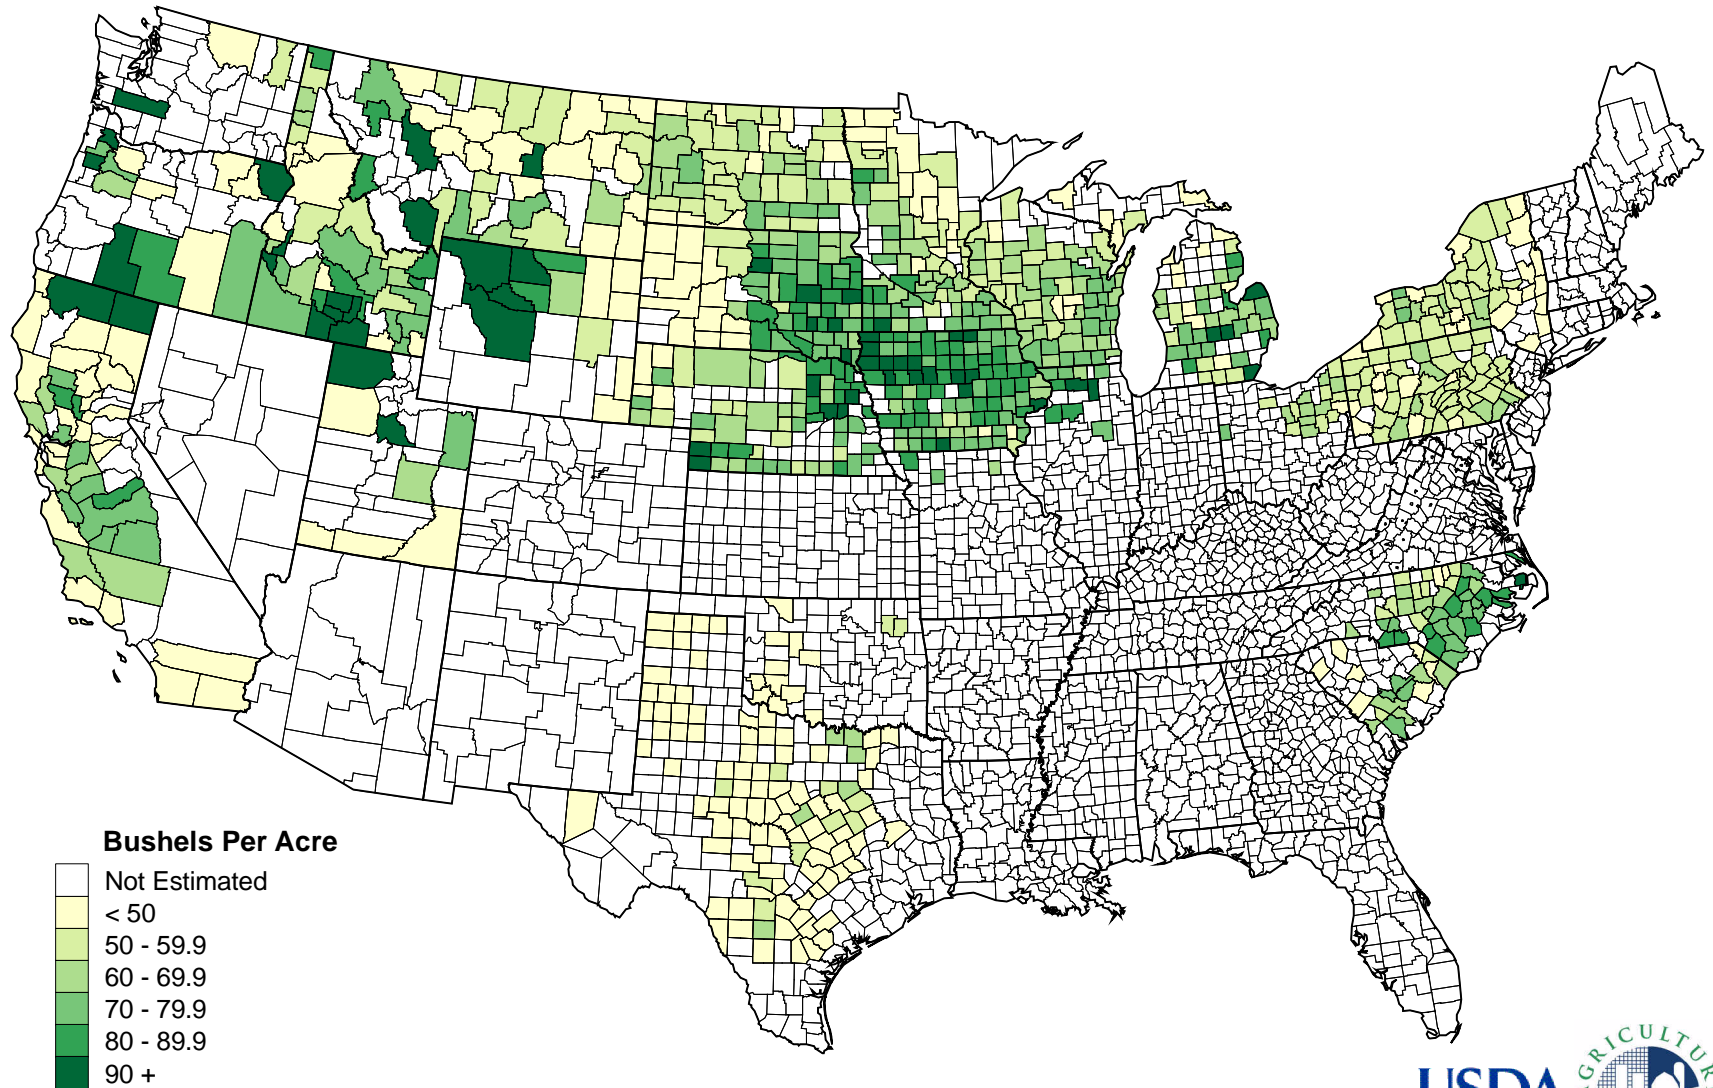 Bushels Per Acre
Not Estimated
< 50
50 - 59.9
60 - 69.9
70 - 79.9
80 - 89.9
90 +
USDA